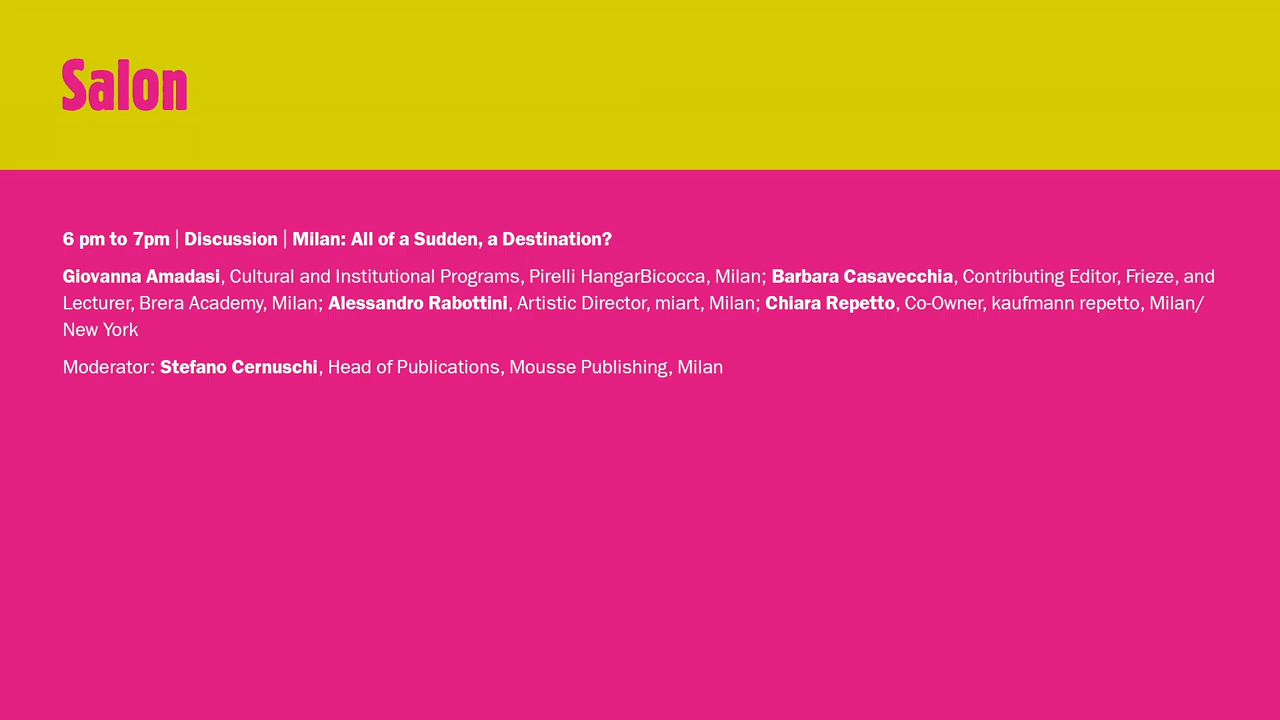 Salon
6 pm to 7pm | Discussion | Milan: All of a Sudden, a Destination?
Giovanna Amadasi, Cultural and Institutional Programs, Pirelli HangarBicocca, Milan; Barbara Casavecchia, Contributing Editor, Frieze, and
Lecturer, Brera Academy, Milan; Alessandro Rabottini, Artistic Director, miart, Milan; Chiara Repetto, Co-Owner, kaufmann repetto, Milan/
New York
Moderator: Stefano Cernuschi, Head of Publications, Mousse Publishing, Milan